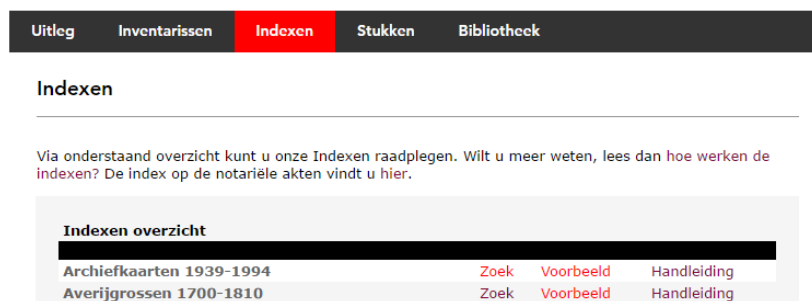 Uitleg Inventarissen Indexen Stukken Bibliotheek
Indexen
Via onderstaand overzicht kunt u onze Indexen raadplegen. Wilt u meer weten, lees dan hoe werken de
indexen? De index op de notariële akten vindt u hier.
Indexen overzicht
Archiefkaarten 1939-1994 Zoek Voorbeeld Handleiding
Averijgrossen 1700-1810 Zoek Voorbeeld Handleiding